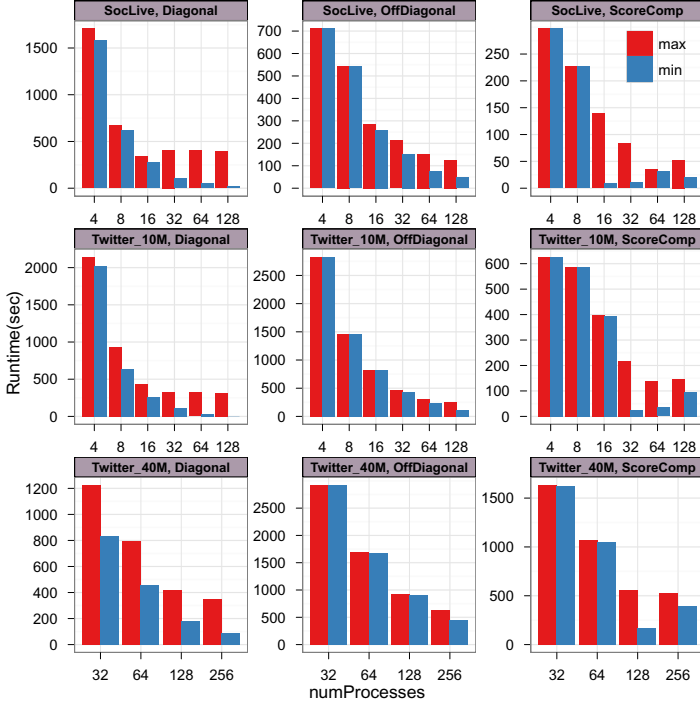 SocLive, Diagonal
SocLive, OffDiagonal
SocLive, ScoreComp
1500
1000
500
0
4 8 16 32 64 128
700
600
500
400
300
200
100
0
4 8 16 32 64 128
250
200
150
100
50
0
4 8 16 32 64 128
max
min
Twitter_10M, Diagonal
Twitter_10M, OffDiagonal
Twitter_10M, ScoreComp
Runtime(sec)
2000
1500
1000
500
0
4 8 16 32 64 128
2500
2000
1500
1000
500
0
4 8 16 32 64 128
600
500
400
300
200
100
0
4 8 16 32 64 128
Twitter_40M, Diagonal
Twitter_40M, OffDiagonal
Twitter_40M, ScoreComp
1200
1000
800
600
400
200
0
32 64 128 256
2500
2000
1500
1000
500
0
32 64 128 256
1500
1000
500
0
32 64 128 256
numProcesses